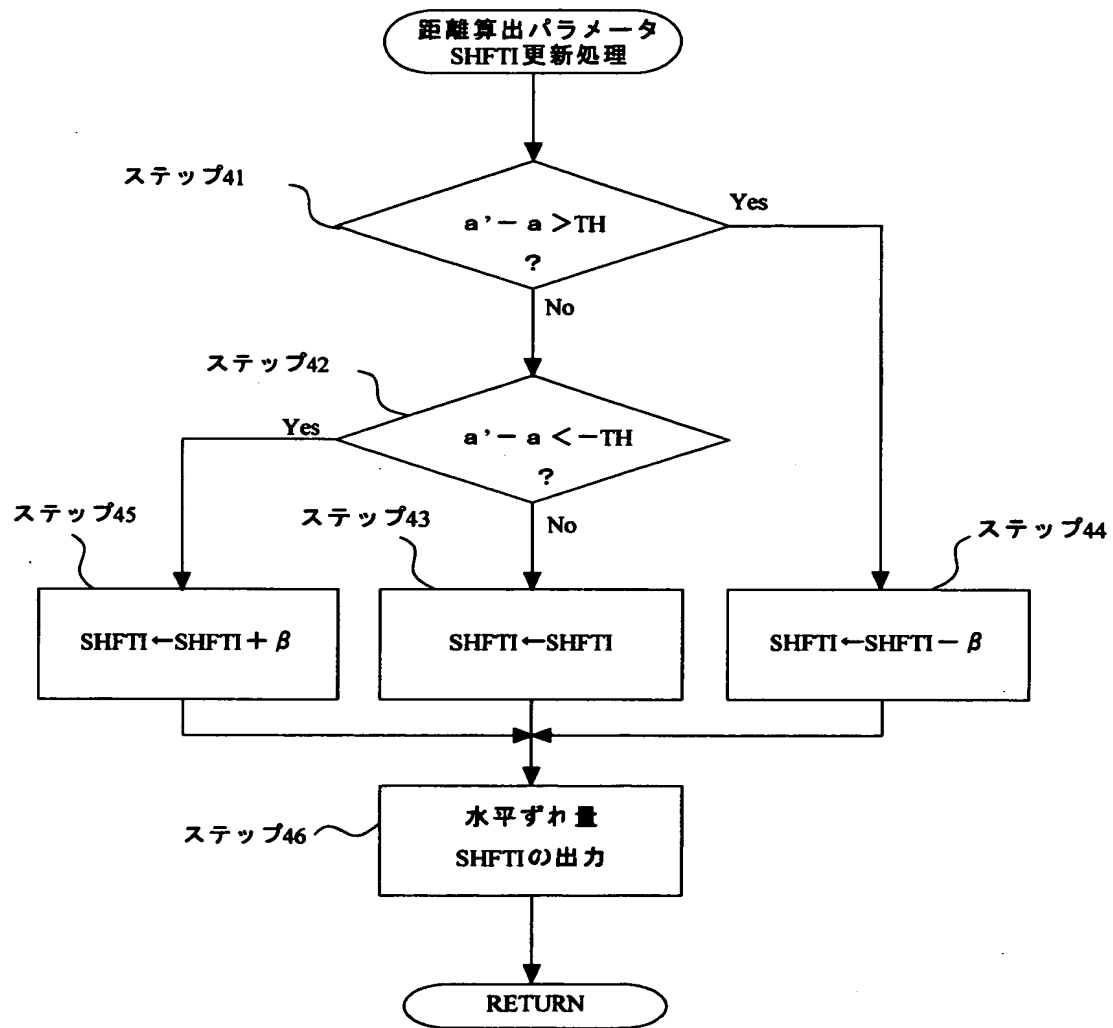 距離算出パラメータ
SHFTI更新処理
ステップ41
a'－a＞TH
?
Yes
No
ステップ42
a'－a＜－TH
?
Yes
No
ステップ45
ステップ43
ステップ44
SHFTI←SHFTI＋β
SHFTI←SHFTI
SHFTI←SHFTI－β
ステップ46
水平ずれ量
SHFTIの出力
RETURN